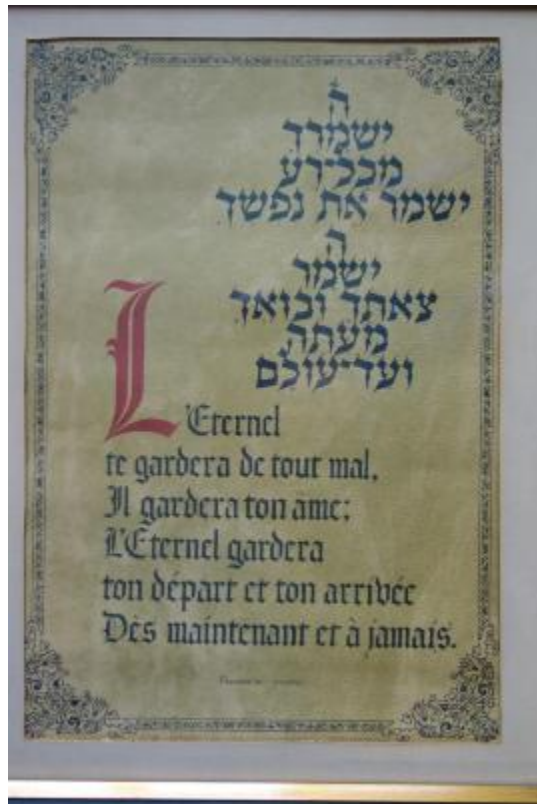 ה'
ישמרך
מכל־רע
ישמר את נפשך
ה'
ישמר
צאתך ובואך
מעתה
ועד־עולם
L'Eternel
te gardera de tout mal,
Il gardera ton âme;
L'Eternel gardera
ton départ et ton arrivée
Dès maintenant et à jamais.